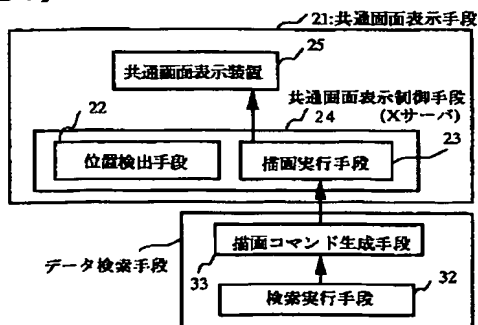 21:共通画面表示手段
25
共通画面表示装置
共通画面表示制御手段
(Xサーバ)
24
22
23
位置検出手段
描画実行手段
描画コマンド生成手段
データ検索手段
33
32
検索実行手段